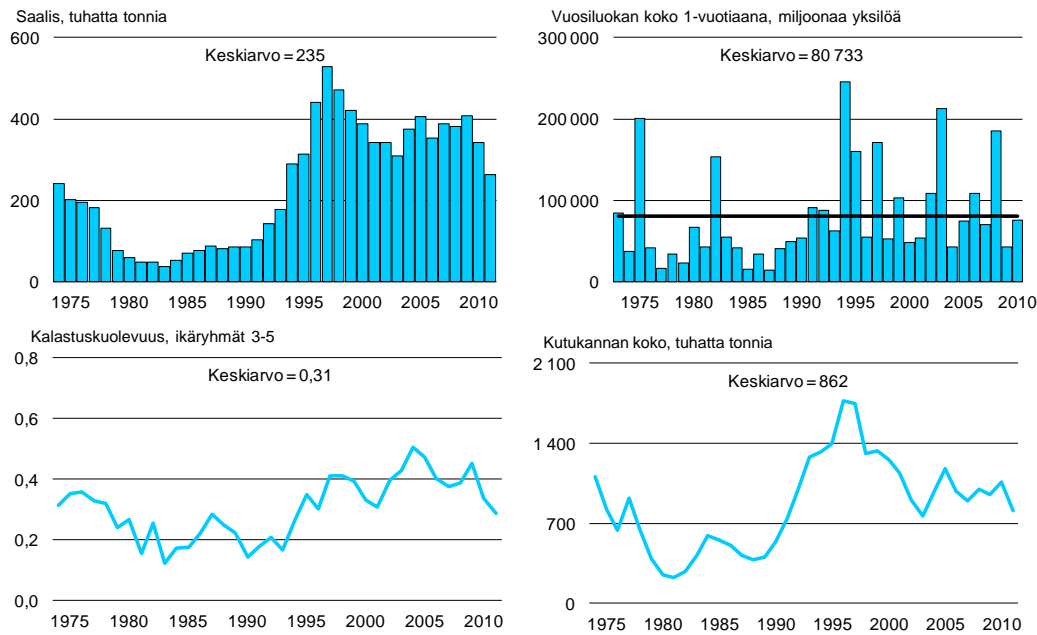 Saalis, tuhatta tonnia
600
Keskiarvo = 235
400
200
0
1975 1980 1985 1990 1995 2000 2005 2010
Vuosiluokan koko 1-vuotiaana, miljoonaa yksilöä
300 000
Keskiarvo = 80 733
200 000
100 000
0
1975 1980 1985 1990 1995 2000 2005 2010
Kalastuskuolevuus, ikäryhmät 3-5
0,8
Keskiarvo = 0,31
0,6
0,4
0,2
0,0
1975 1980 1985 1990 1995 2000 2005 2010
Kutukannan koko, tuhatta tonnia
2 100
Keskiarvo = 862
1 400
700
0
1975 1980 1985 1990 1995 2000 2005 2010